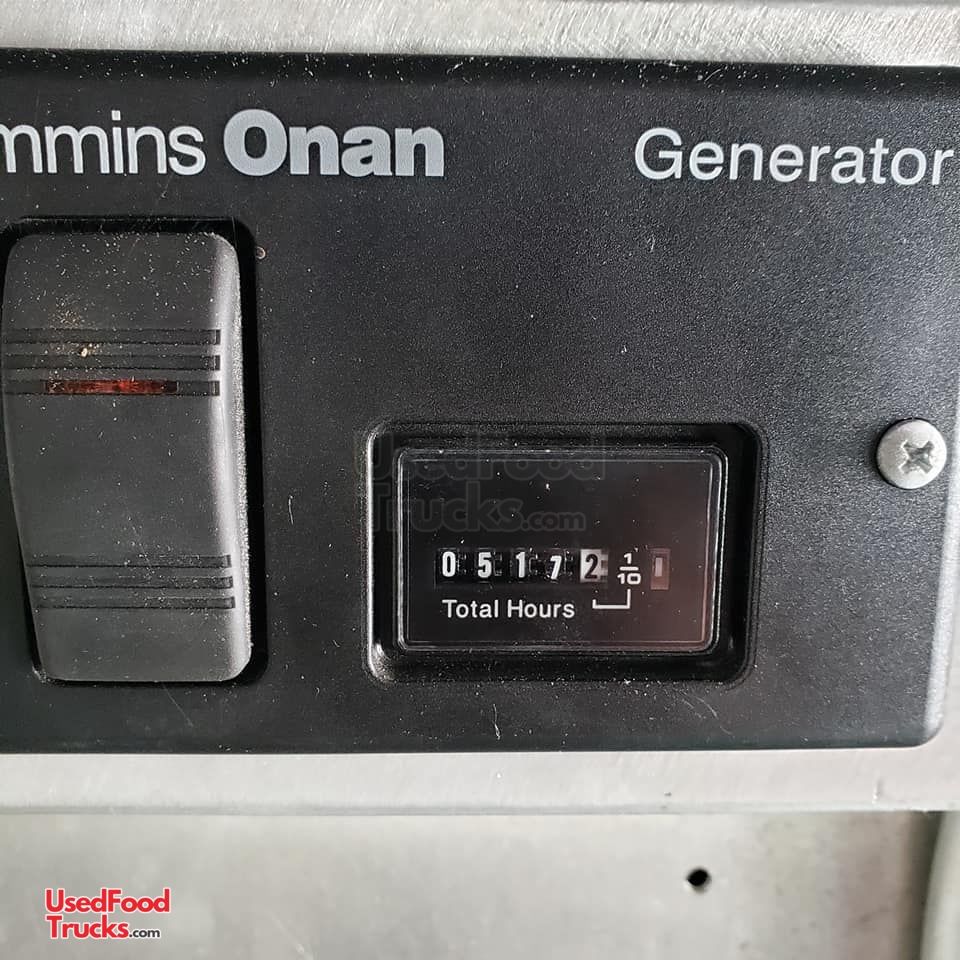 mmins Onan Generator
UsedFood
Trucks.com
05172 1/10
Total Hours
UsedFood
Trucks.com